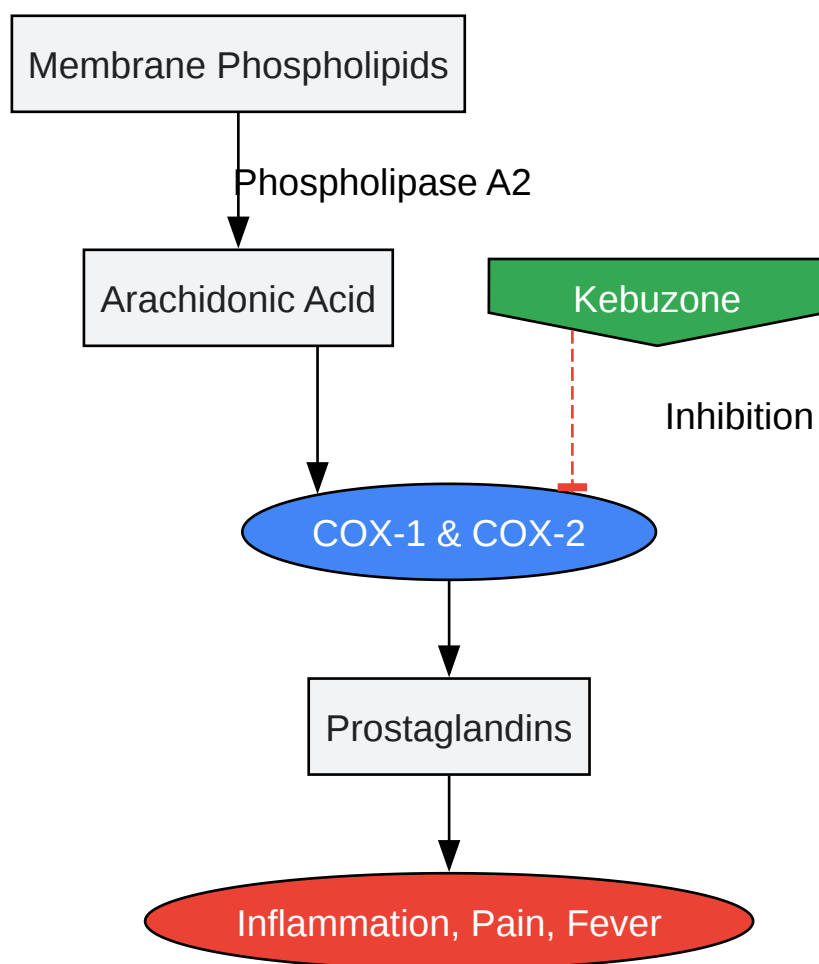 Membrane Phospholipids
Phospholipase A2
Arachidonic Acid
Kebuzone
Inhibition
COX-1 & COX-2
Prostaglandins
Inflammation, Pain, Fever